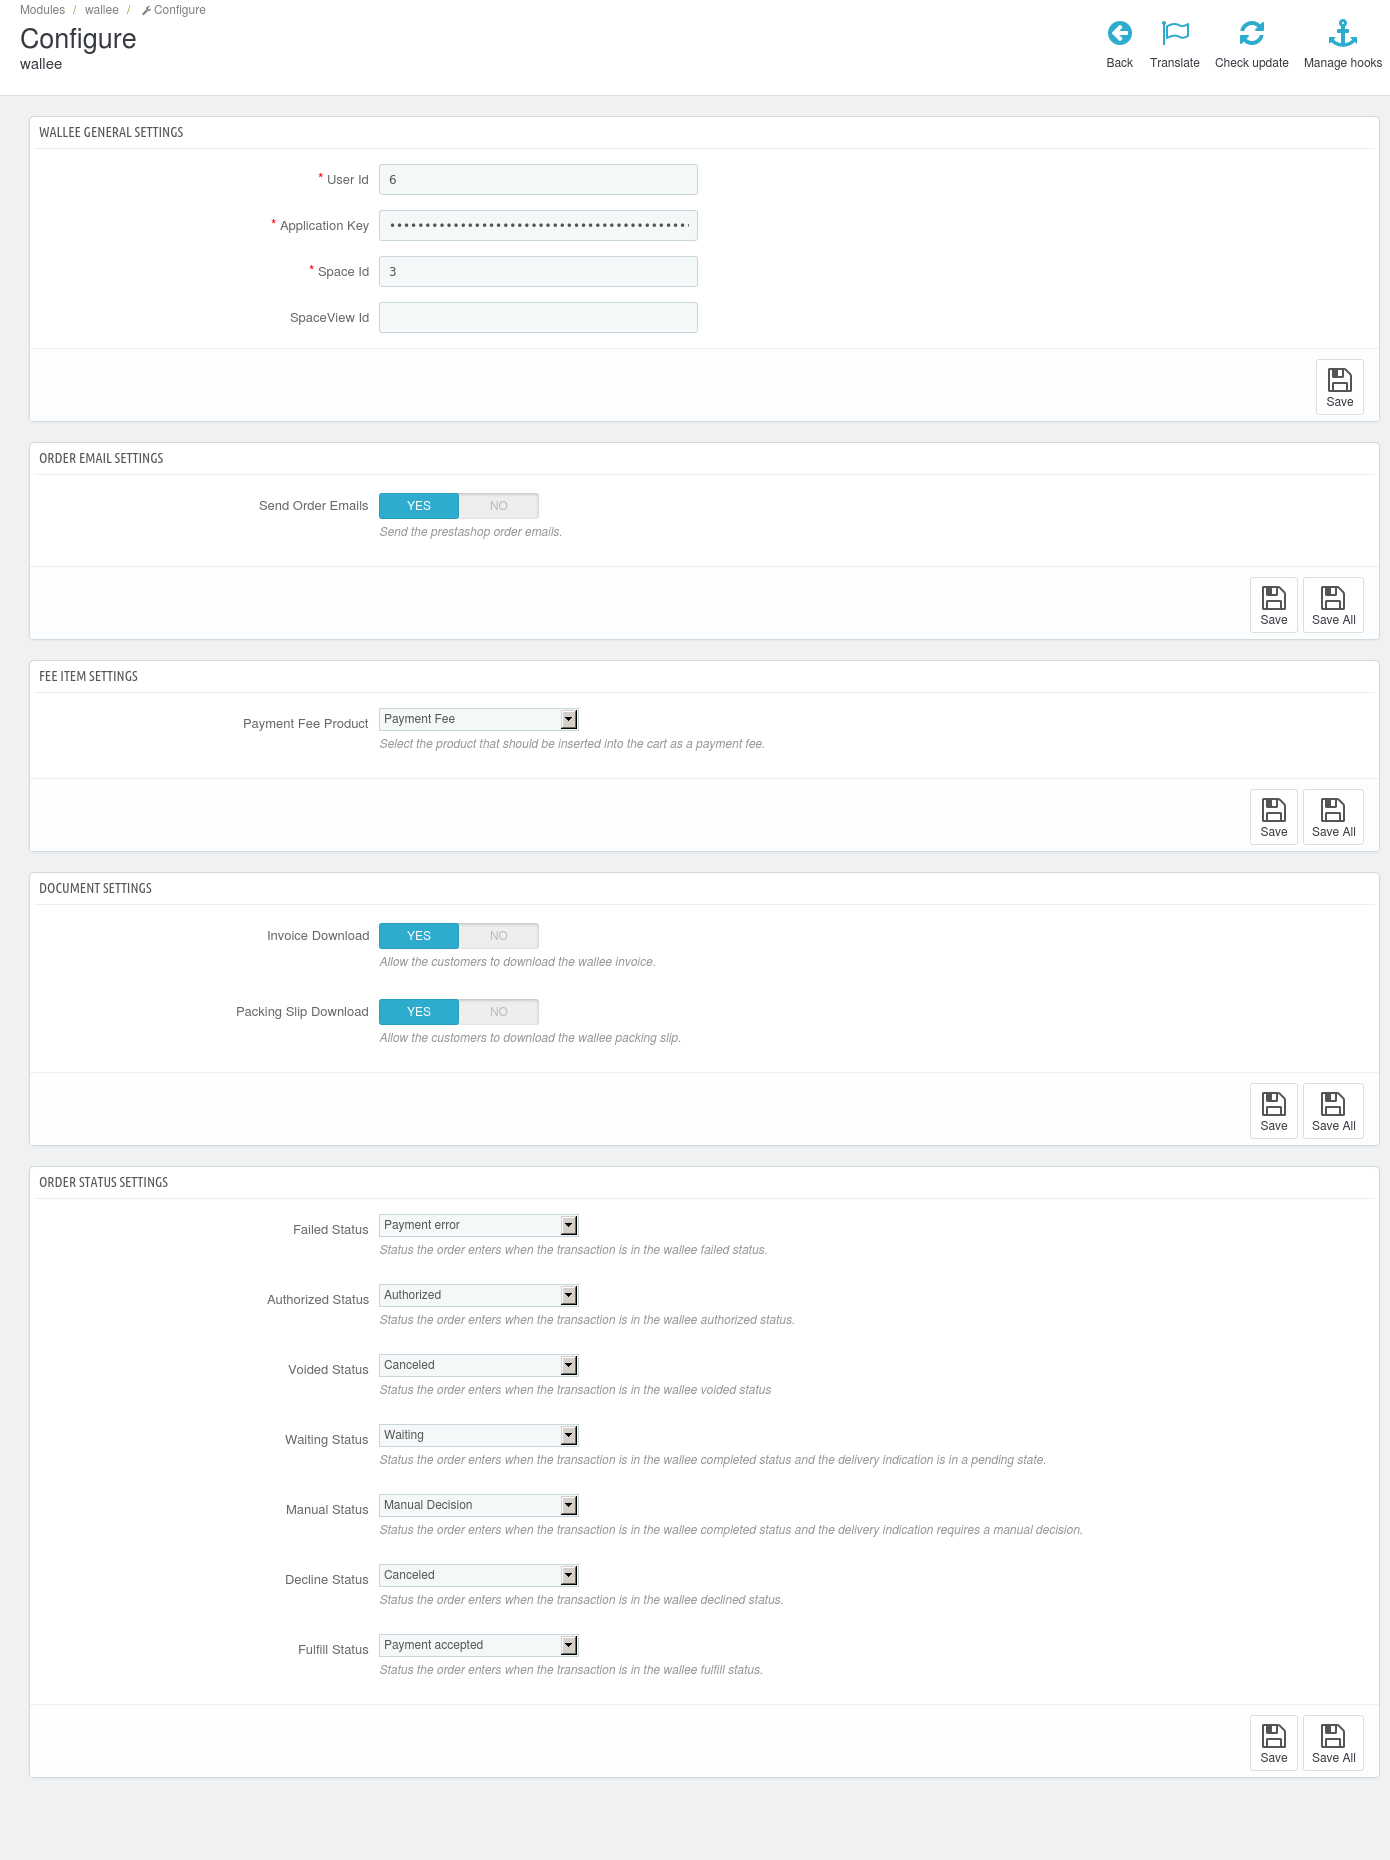 Modules / wallee / Configure
Configure
wallee
Back Translate Check update Manage hooks
WALLEE GENERAL SETTINGS
* User Id 6
* Application Key ••••••••••••••••••••••••••••••••••••••••••
* Space Id 3
SpaceView Id
Save
ORDER EMAIL SETTINGS
Send Order Emails YES NO
Send the prestashop order emails.
Save Save All
FEE ITEM SETTINGS
Payment Fee Product Payment Fee
Select the product that should be inserted into the cart as a payment fee.
Save Save All
DOCUMENT SETTINGS
Invoice Download YES NO
Allow the customers to download the wallee invoice.
Packing Slip Download YES NO
Allow the customers to download the wallee packing slip.
Save Save All
ORDER STATUS SETTINGS
Failed Status Payment error
Status the order enters when the transaction is in the wallee failed status.
Authorized Status Authorized
Status the order enters when the transaction is in the wallee authorized status.
Voided Status Canceled
Status the order enters when the transaction is in the wallee voided status
Waiting Status Waiting
Status the order enters when the transaction is in the wallee completed status and the delivery indication is in a pending state.
Manual Status Manual Decision
Status the order enters when the transaction is in the wallee completed status and the delivery indication requires a manual decision.
Decline Status Canceled
Status the order enters when the transaction is in the wallee declined status.
Fulfill Status Payment accepted
Status the order enters when the transaction is in the wallee fulfill status.
Save Save All